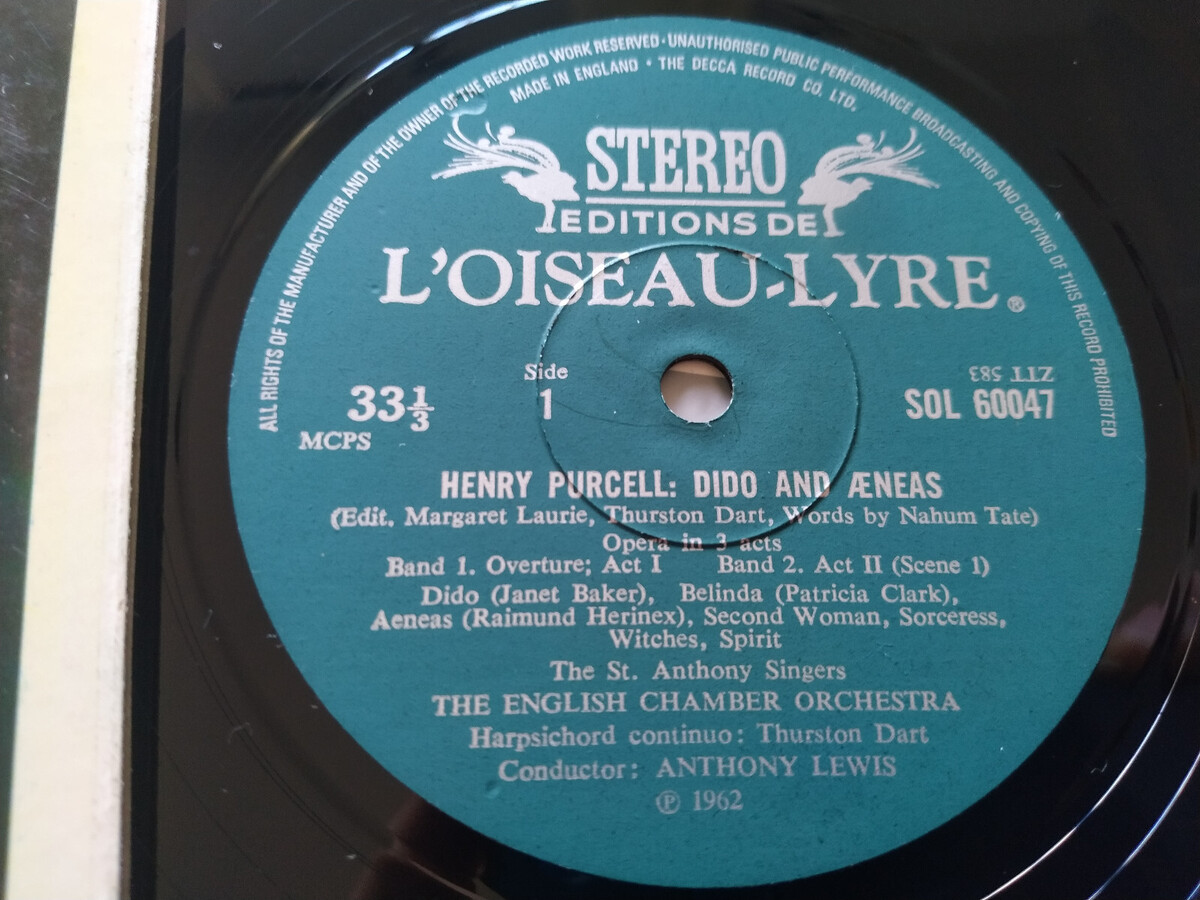 ALL RIGHTS OF THE MANUFACTURER AND OF THE OWNER OF THE RECORDED WORK RESERVED · UNAUTHORISED PUBLIC PERFORMANCE BROADCASTING AND COPYING OF THIS RECORD PROHIBITED
MADE IN ENGLAND · THE DECCA RECORD CO. LTD.
STEREO
EDITIONS DE
L'OISEAU-LYRE ®
Side
1
33⅓
MCPS
ZTT 583
SOL 60047
HENRY PURCELL: DIDO AND ÆNEAS
(Edit. Margaret Laurie, Thurston Dart, Words by Nahum Tate)
Opera in 3 acts
Band 1. Overture; Act I Band 2. Act II (Scene 1)
Dido (Janet Baker), Belinda (Patricia Clark),
Aeneas (Raimund Herinex), Second Woman, Sorceress,
Witches, Spirit
The St. Anthony Singers
THE ENGLISH CHAMBER ORCHESTRA
Harpsichord continuo: Thurston Dart
Conductor: ANTHONY LEWIS
℗ 1962